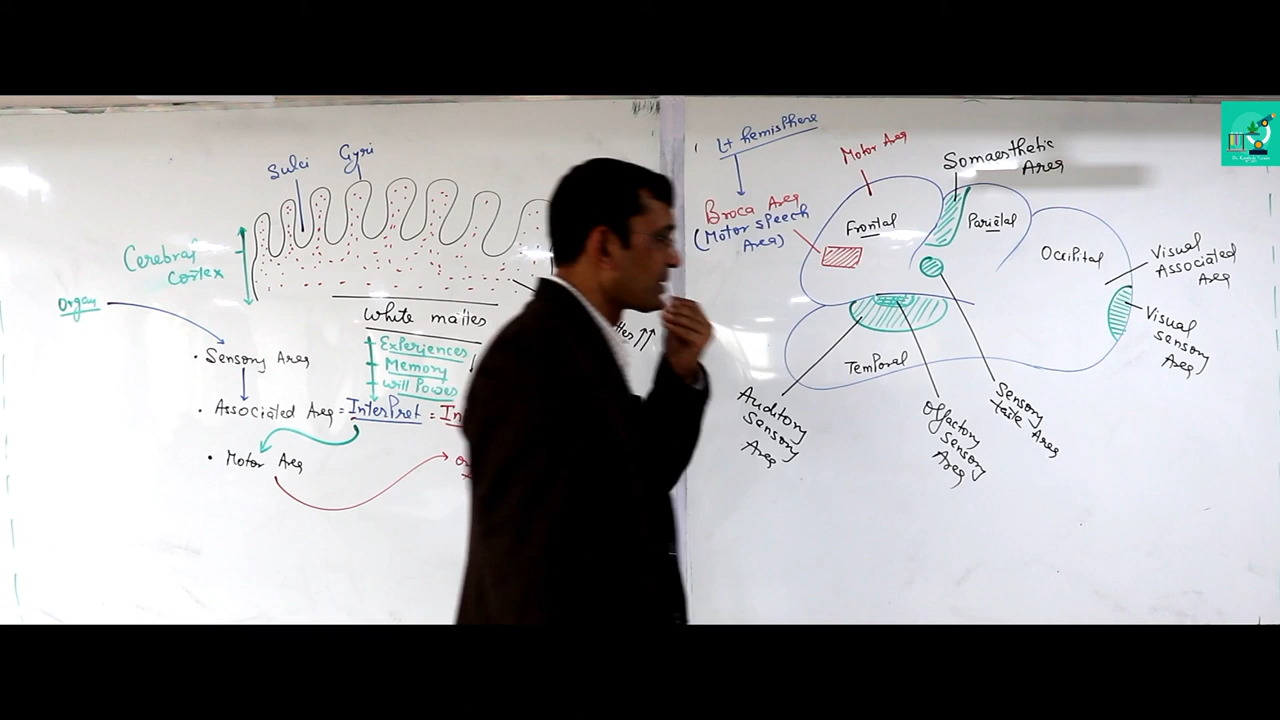 Sulci
Gyri
Cerebral
Cortex
Organ
White matter
Experiences
Memory
Will Power
• Sensory Area
• Associated Area = InterPret =
• Motor Area
Lt hemisphere
Broca Area
(Motor speech
Area)
Motor Area
Somaesthetic
Area
Frontal
Parietal
Occipital
Temporal
Visual
Associated
Area
Visual
Sensory
Area
Auditory
Sensory
Area
Olfactory
Sensory
Area
Sensory
taste Area